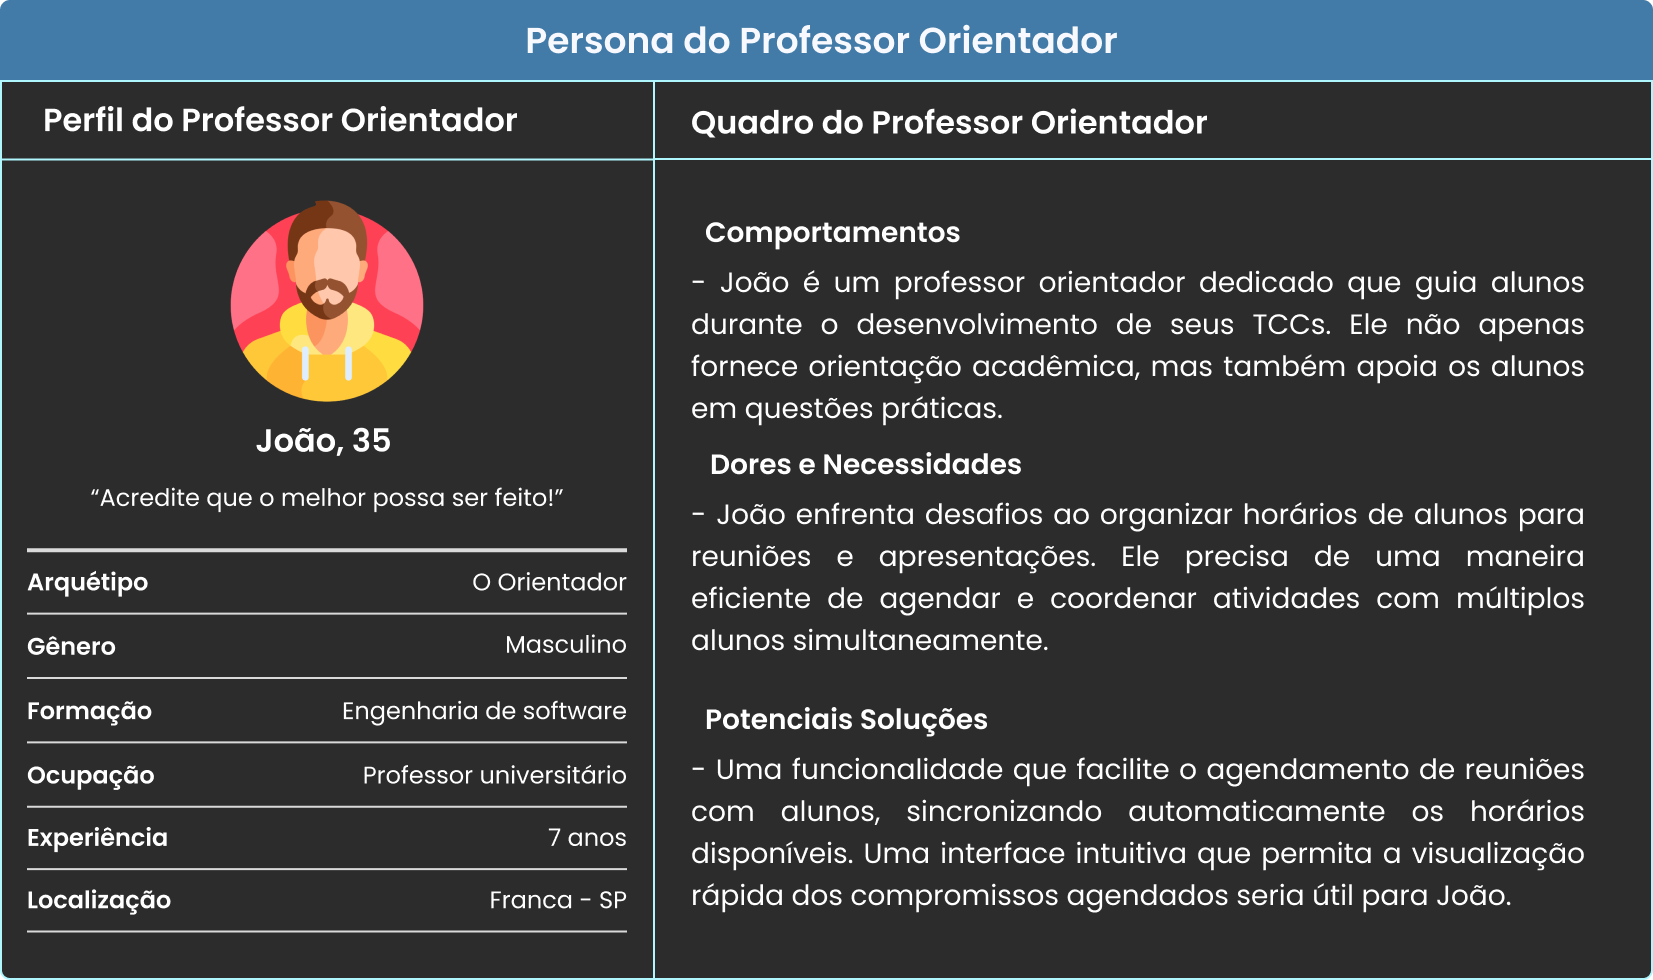 Persona do Professor Orientador
Perfil do Professor Orientador
João, 35
“Acredite que o melhor possa ser feito!”
Arquétipo O Orientador
Gênero Masculino
Formação Engenharia de software
Ocupação Professor universitário
Experiência 7 anos
Localização Franca - SP
Quadro do Professor Orientador
Comportamentos
- João é um professor orientador dedicado que guia alunos
durante o desenvolvimento de seus TCCs. Ele não apenas
fornece orientação acadêmica, mas também apoia os alunos
em questões práticas.
Dores e Necessidades
- João enfrenta desafios ao organizar horários de alunos para
reuniões e apresentações. Ele precisa de uma maneira
eficiente de agendar e coordenar atividades com múltiplos
alunos simultaneamente.
Potenciais Soluções
- Uma funcionalidade que facilite o agendamento de reuniões
com alunos, sincronizando automaticamente os horários
disponíveis. Uma interface intuitiva que permita a visualização
rápida dos compromissos agendados seria útil para João.